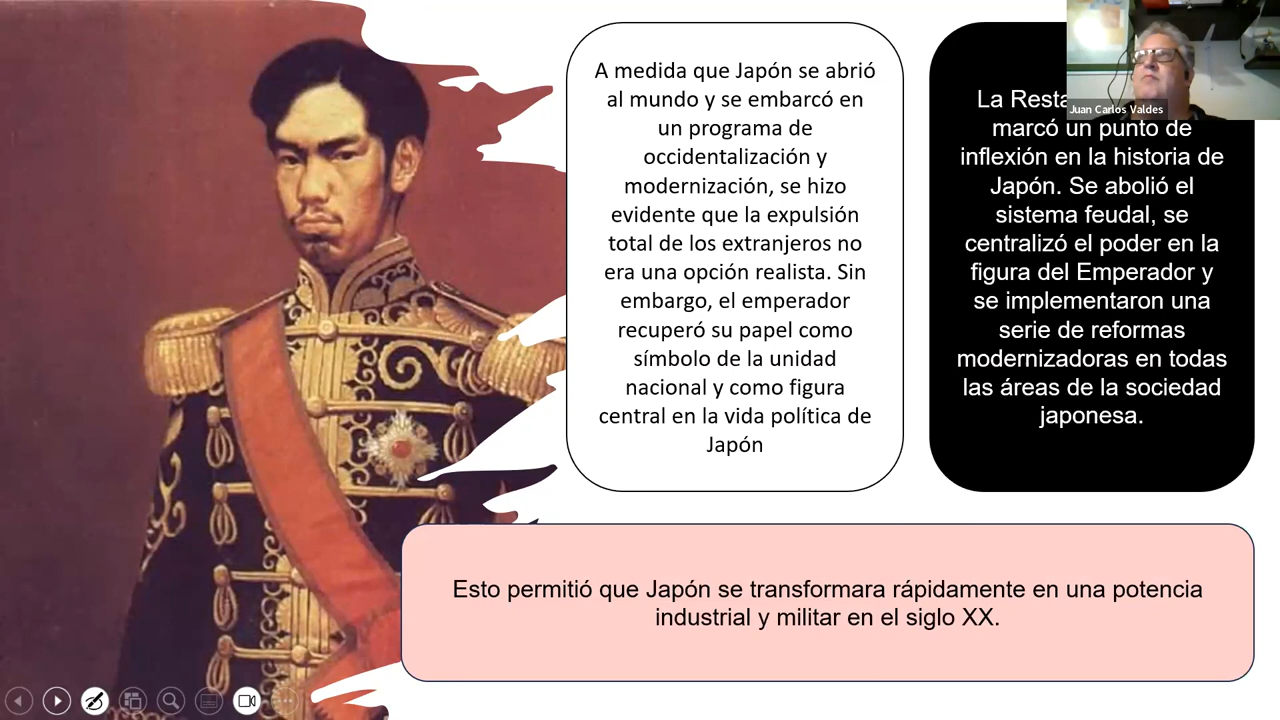 A medida que Japón se abrió
al mundo y se embarcó en
un programa de
occidentalización y
modernización, se hizo
evidente que la expulsión
total de los extranjeros no
era una opción realista. Sin
embargo, el emperador
recuperó su papel como
símbolo de la unidad
nacional y como figura
central en la vida política de
Japón
La Resta
marcó un punto de
inflexión en la historia de
Japón. Se abolió el
sistema feudal, se
centralizó el poder en la
figura del Emperador y
se implementaron una
serie de reformas
modernizadoras en todas
las áreas de la sociedad
japonesa.
Juan Carlos Valdes
Esto permitió que Japón se transformara rápidamente en una potencia
industrial y militar en el siglo XX.